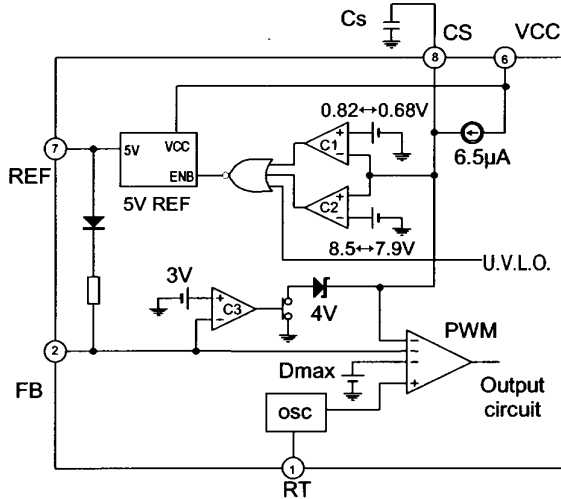 Cs
CS
VCC
8
6
0.82↔0.68V
7
5V
VCC
ENB
C1
+
−
6.5µA
REF
5V REF
C2
+
−
8.5↔7.9V
U.V.L.O.
3V
C3
+
−
4V
PWM
2
−
−
−
+
FB
Dmax
Output
circuit
OSC
1
RT